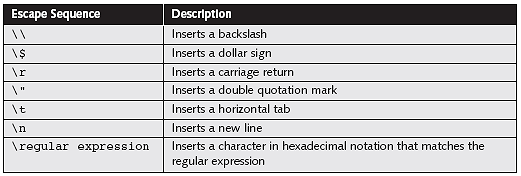 Escape Sequence Description
\\ Inserts a backslash
\$ Inserts a dollar sign
\r Inserts a carriage return
\" Inserts a double quotation mark
\t Inserts a horizontal tab
\n Inserts a new line
\regular expression Inserts a character in hexadecimal notation that matches the
regular expression